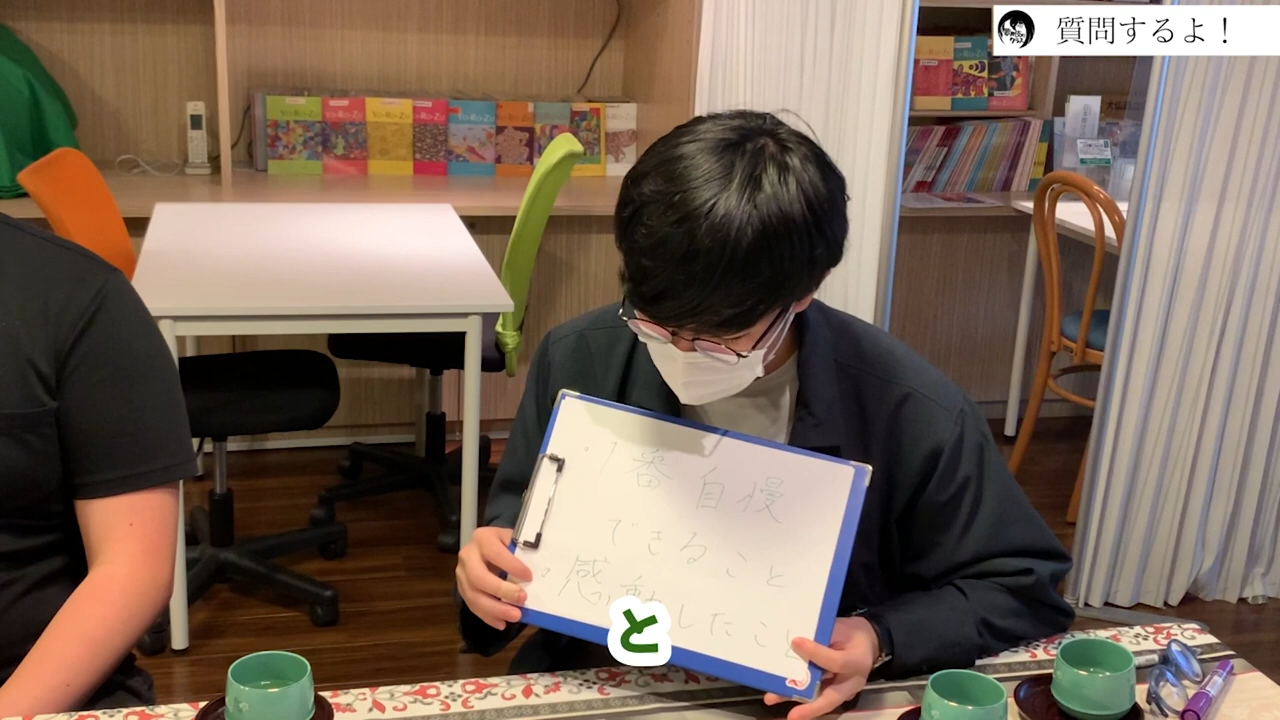 質問するよ！
・1番自慢
できること
・感動したこと
と